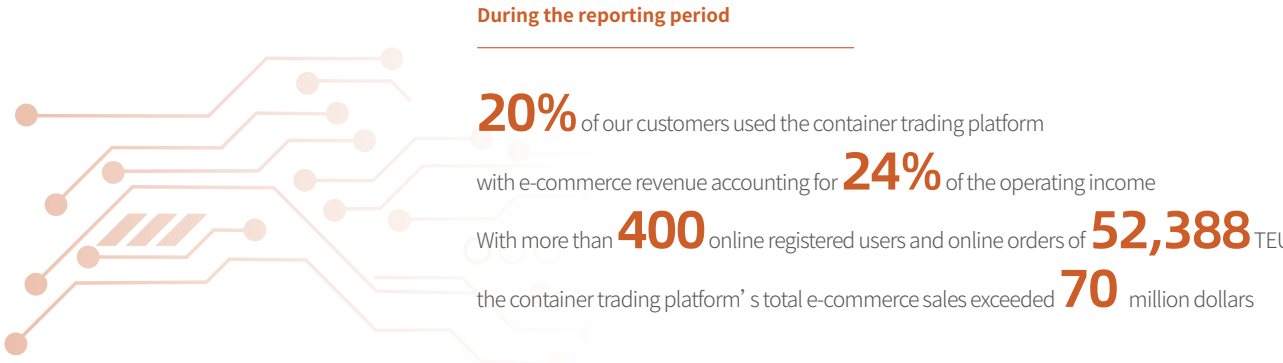 During the reporting period
20% of our customers used the container trading platform
with e-commerce revenue accounting for 24% of the operating income
With more than 400 online registered users and online orders of 52,388 TEU
the container trading platform’ s total e-commerce sales exceeded 70 million dollars